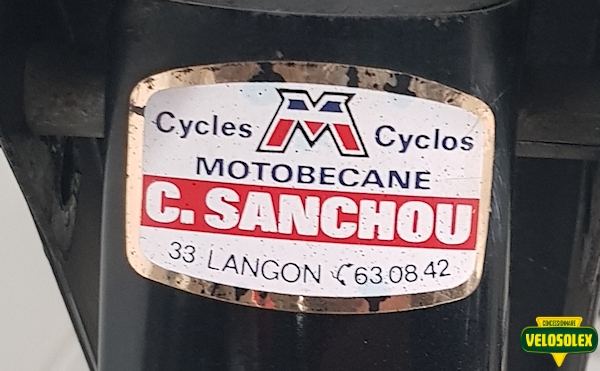 Cycles M Cyclos
MOTOBECANE
C. SANCHOU
33 LANGON 63.08.42
CONCESSIONNAIRE
VELOSOLEX